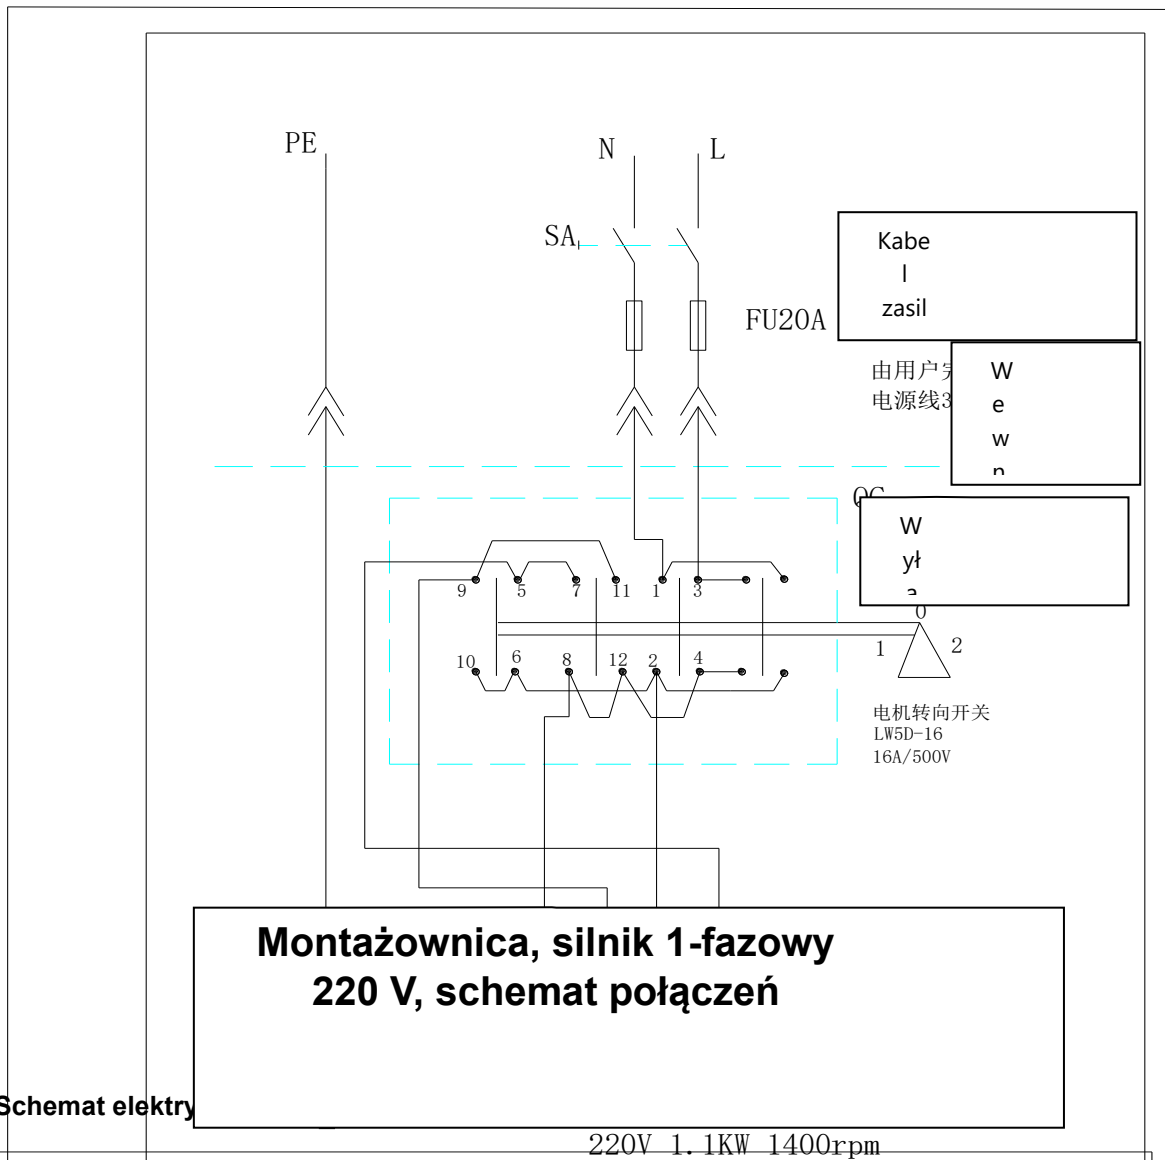 PE
N
L
SA
FU20A
Kabe
l
zasil
由用户
电源线3
W
e
w
n
W
ył
a
9 5 7 11 1 3
10 6 8 12 2 4
0
1 2
电机转向开关
LW5D-16
16A/500V
Montażownica, silnik 1-fazowy
220 V, schemat połączeń
Schemat elektry
220V 1.1KW 1400rpm